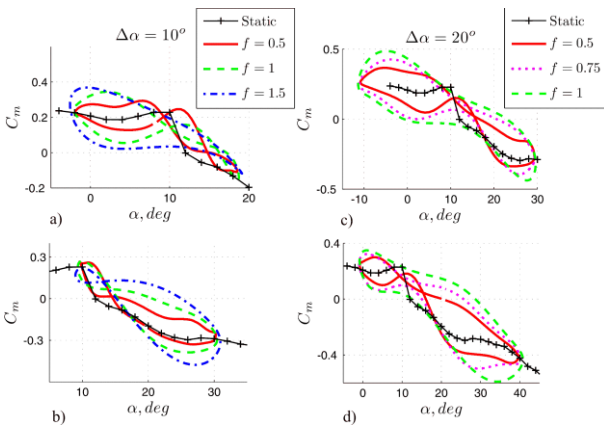 Δα = 10°
Static
f = 0.5
f = 1
f = 1.5
C_m
0.4
0.2
0
-0.2
0
10
20
α, deg
a)
Δα = 20°
Static
f = 0.5
f = 0.75
f = 1
C_m
0.5
0
-0.5
-10
0
10
20
30
α, deg
c)
C_m
0.3
0
-0.3
10
20
30
α, deg
b)
C_m
0.4
0
-0.4
0
10
20
30
40
α, deg
d)